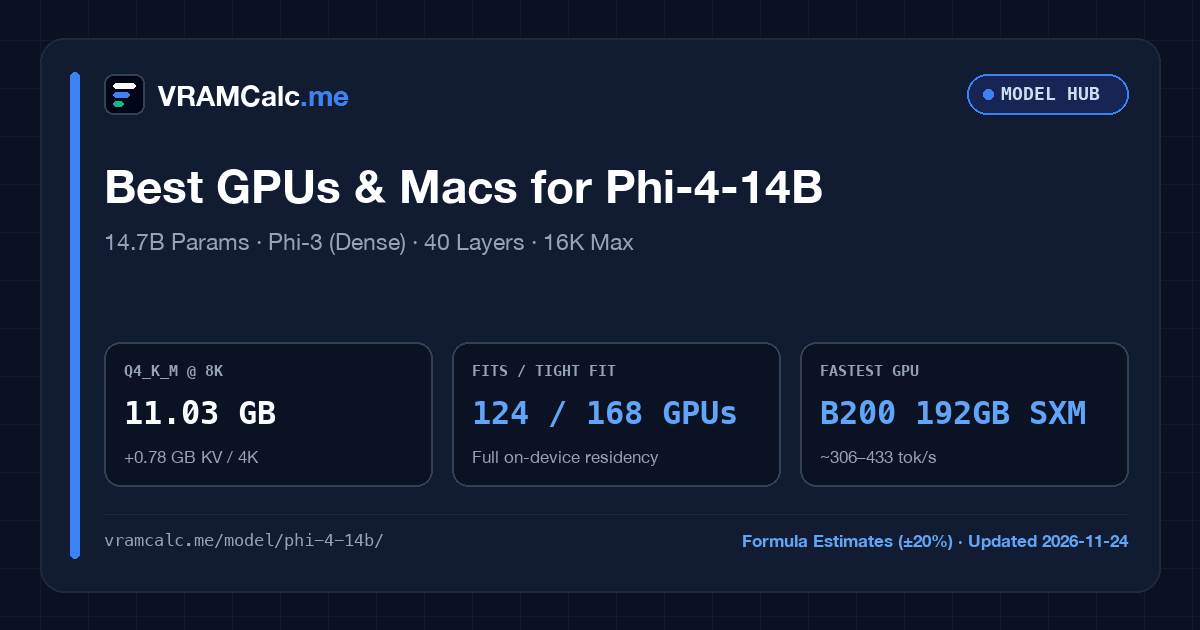 VRAMCalc.me
MODEL HUB
Best GPUs & Macs for Phi-4-14B
14.7B Params · Phi-3 (Dense) · 40 Layers · 16K Max
Q4_K_M @ 8K
11.03 GB
+0.78 GB KV / 4K
FITS / TIGHT FIT
124 / 168 GPUs
Full on-device residency
FASTEST GPU
B200 192GB SXM
~306–433 tok/s
vramcalc.me/model/phi-4-14b/
Formula Estimates (±20%) · Updated 2026-11-24